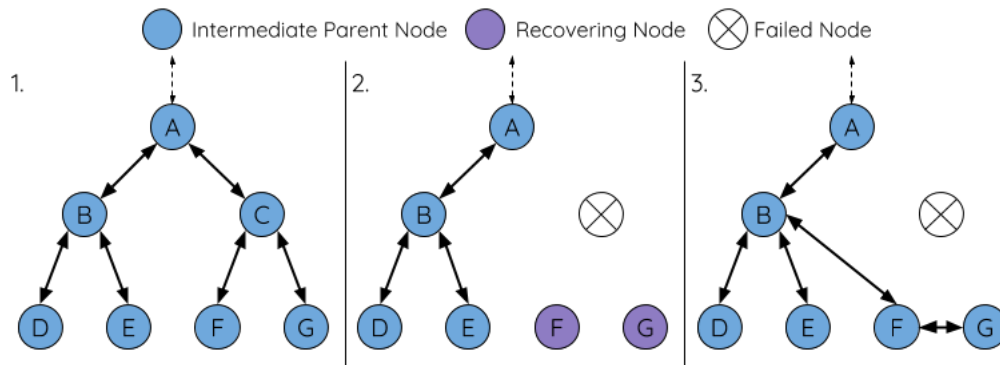 Intermediate Parent Node Recovering Node Failed Node
1. 2. 3.
A A A
B C B B
D E F G D E F G D E F G